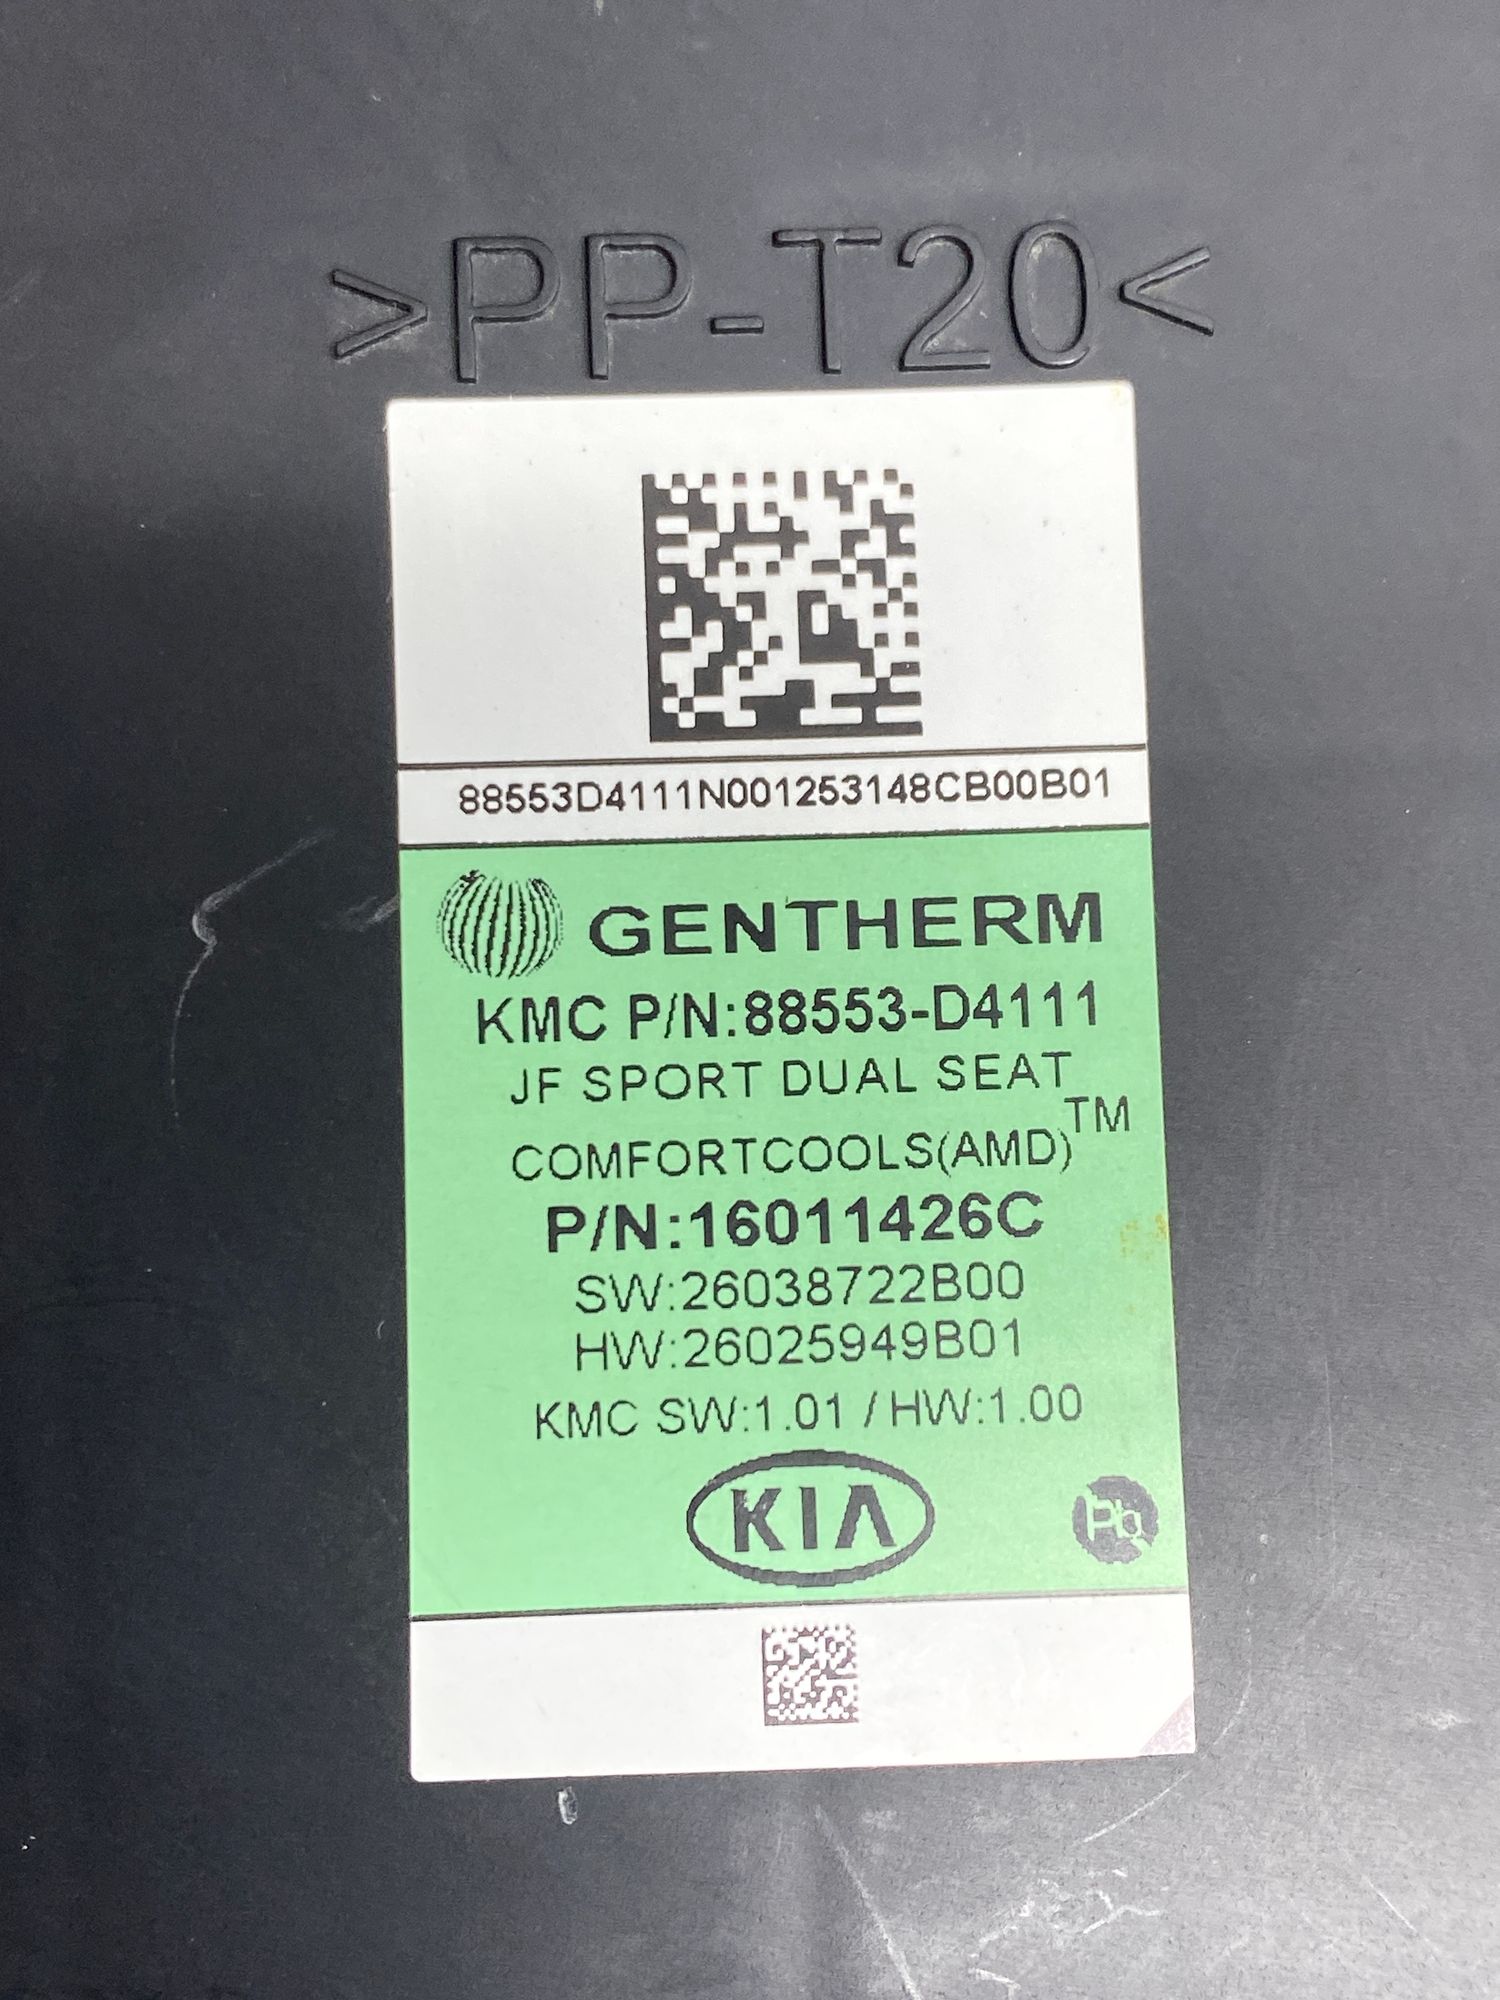 >PP-T20<
88553D4111N001253148CB00B01
GENTHERM
KMC P/N:88553-D4111
JF SPORT DUAL SEAT
COMFORTCOOLS(AMD)™
P/N:16011426C
SW:26038722B00
HW:26025949B01
KMC SW:1.01 / HW:1.00
KIA
Pb